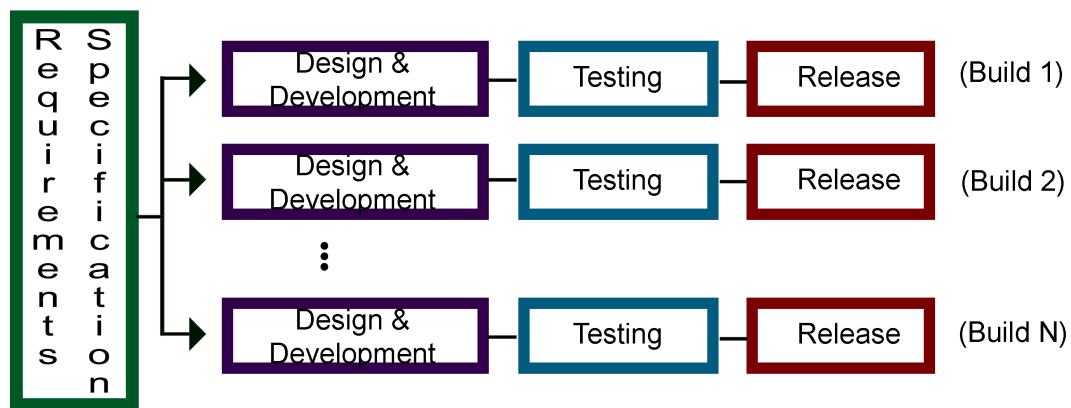 Requirements
Specification
Design &
Development
Testing
Release
(Build 1)
Design &
Development
Testing
Release
(Build 2)
Design &
Development
Testing
Release
(Build N)